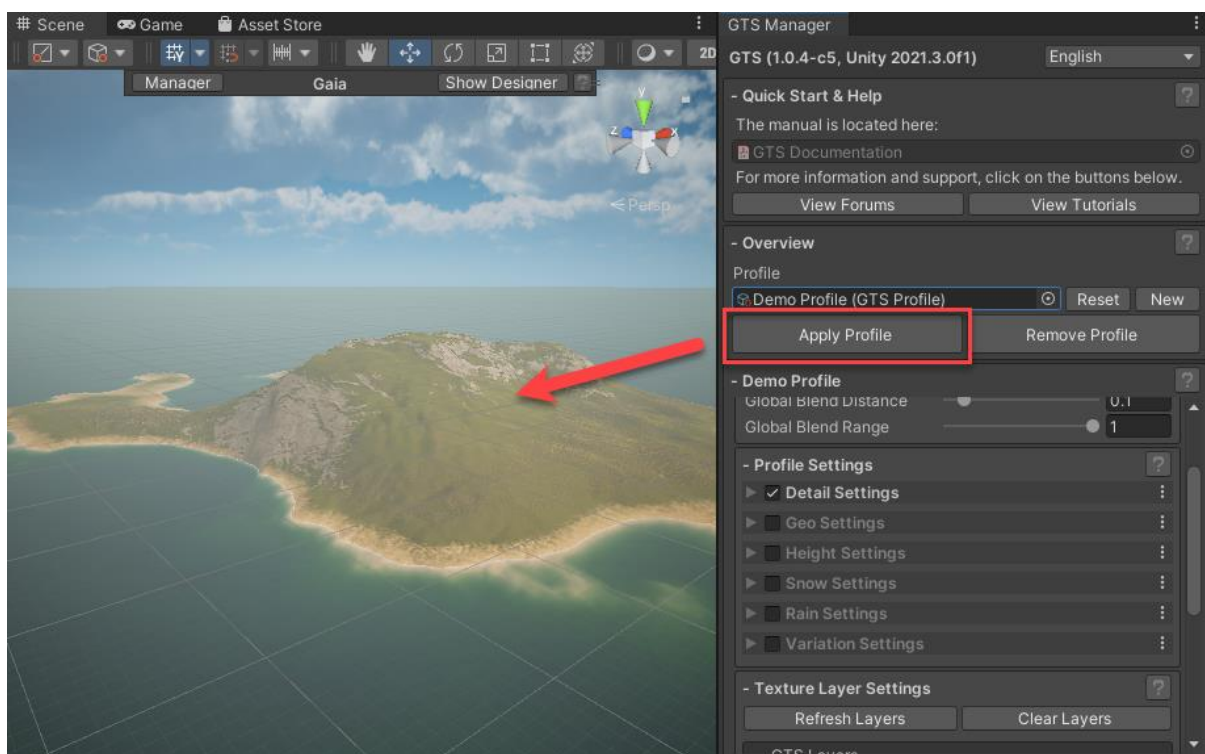 Scene Game Asset Store
GTS Manager
2D
GTS (1.0.4-c5, Unity 2021.3.0f1) English
Manager Gaia Show Designer ?
- Quick Start & Help ?
The manual is located here:
GTS Documentation
For more information and support, click on the buttons below.
View Forums View Tutorials
y
z x
< Persp
- Overview ?
Profile
Demo Profile (GTS Profile) Reset New
Apply Profile Remove Profile
- Demo Profile ?
Global Blend Distance 0.1
Global Blend Range 1
- Profile Settings ?
Detail Settings
Geo Settings
Height Settings
Snow Settings
Rain Settings
Variation Settings
- Texture Layer Settings ?
Refresh Layers Clear Layers
GTS Layers